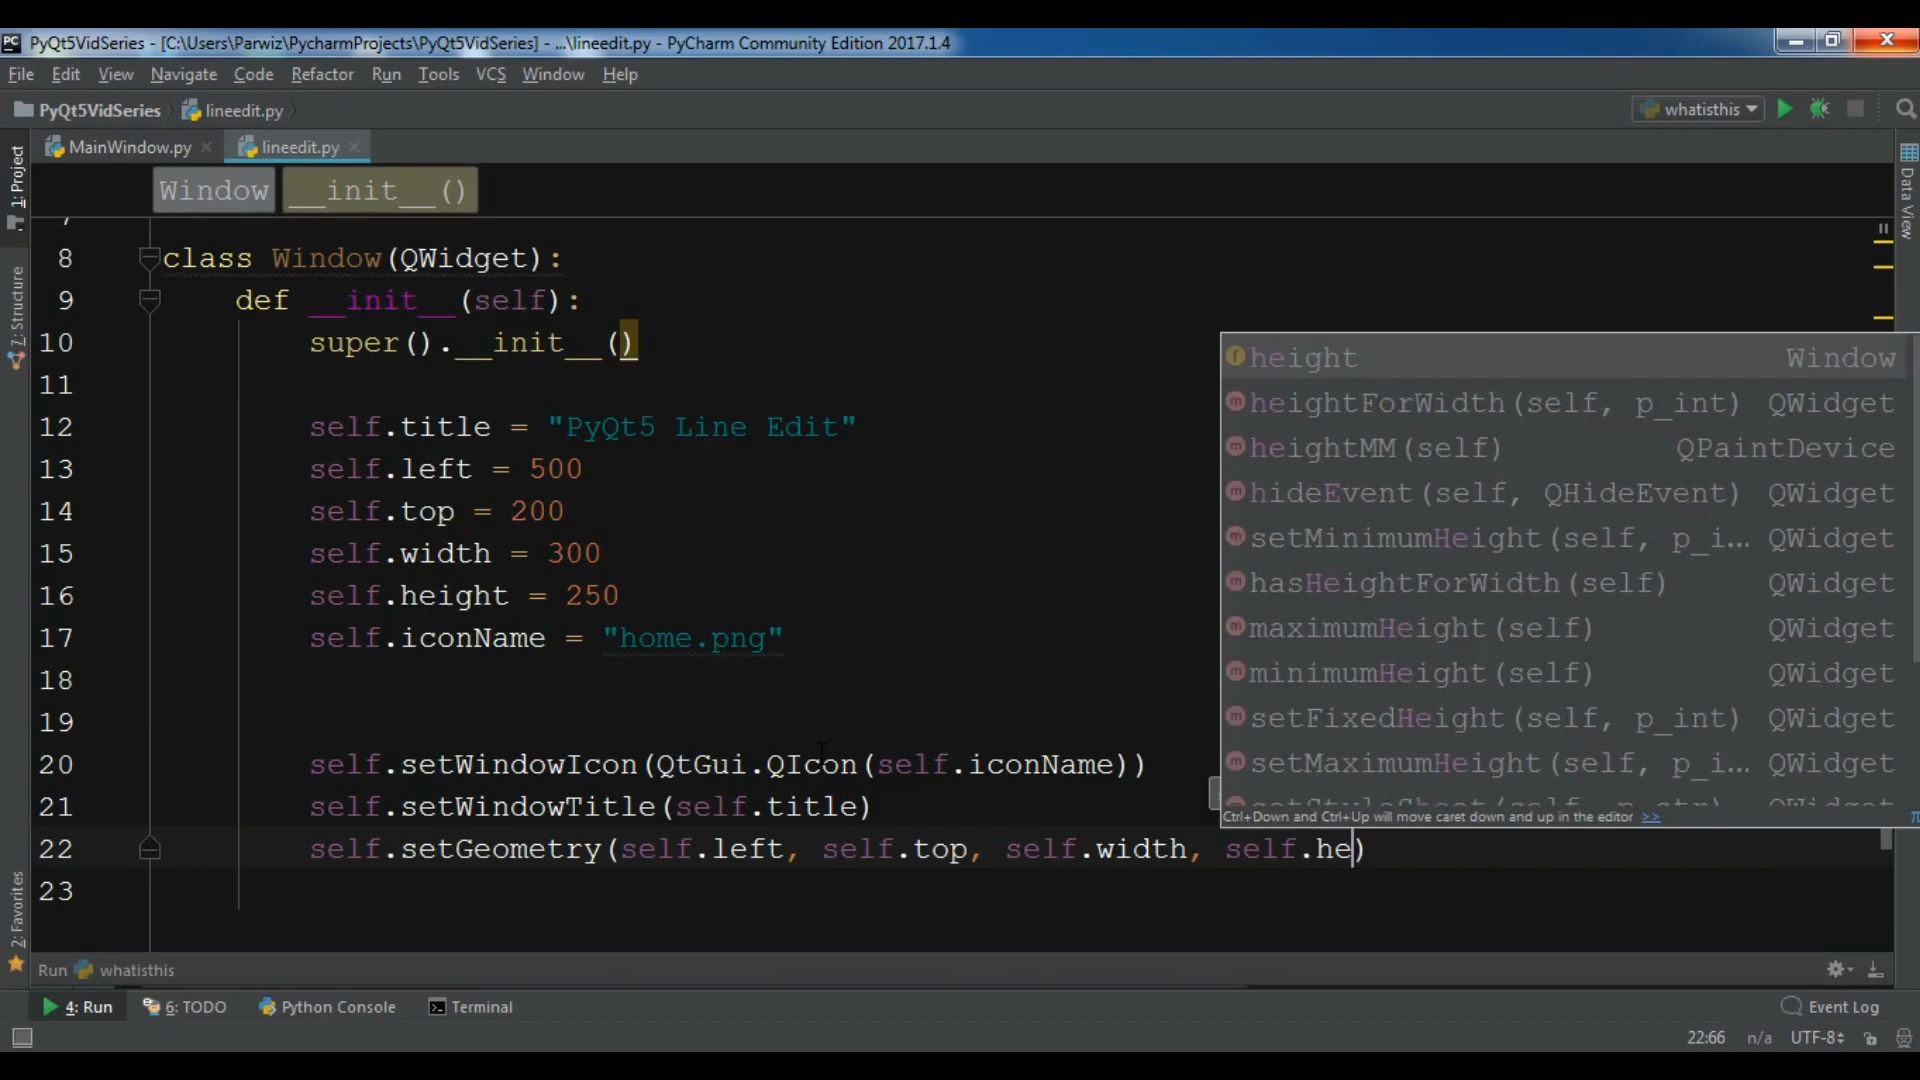 PyQt5VidSeries - [C:\Users\Parwiz\PycharmProjects\PyQt5VidSeries] - ...\lineedit.py - PyCharm Community Edition 2017.1.4
File Edit View Navigate Code Refactor Run Tools VCS Window Help
PyQt5VidSeries lineedit.py whatisthis
MainWindow.py lineedit.py
Window __init__()
1: Project
7: Structure
2: Favorites
Data View
8 class Window(QWidget):
9 def __init__(self):
10 super().__init__()
11
12 self.title = "PyQt5 Line Edit"
13 self.left = 500
14 self.top = 200
15 self.width = 300
16 self.height = 250
17 self.iconName = "home.png"
18
19
20 self.setWindowIcon(QtGui.QIcon(self.iconName))
21 self.setWindowTitle(self.title)
22 self.setGeometry(self.left, self.top, self.width, self.he)
23
height Window
heightForWidth(self, p_int) QWidget
heightMM(self) QPaintDevice
hideEvent(self, QHideEvent) QWidget
setMinimumHeight(self, p_i... QWidget
hasHeightForWidth(self) QWidget
maximumHeight(self) QWidget
minimumHeight(self) QWidget
setFixedHeight(self, p_int) QWidget
setMaximumHeight(self, p_i... QWidget
setStyleSheet(self, p_str) QWidget
Ctrl+Down and Ctrl+Up will move caret down and up in the editor >>
Run whatisthis
4: Run 6: TODO Python Console Terminal Event Log
22:66 n/a UTF-8